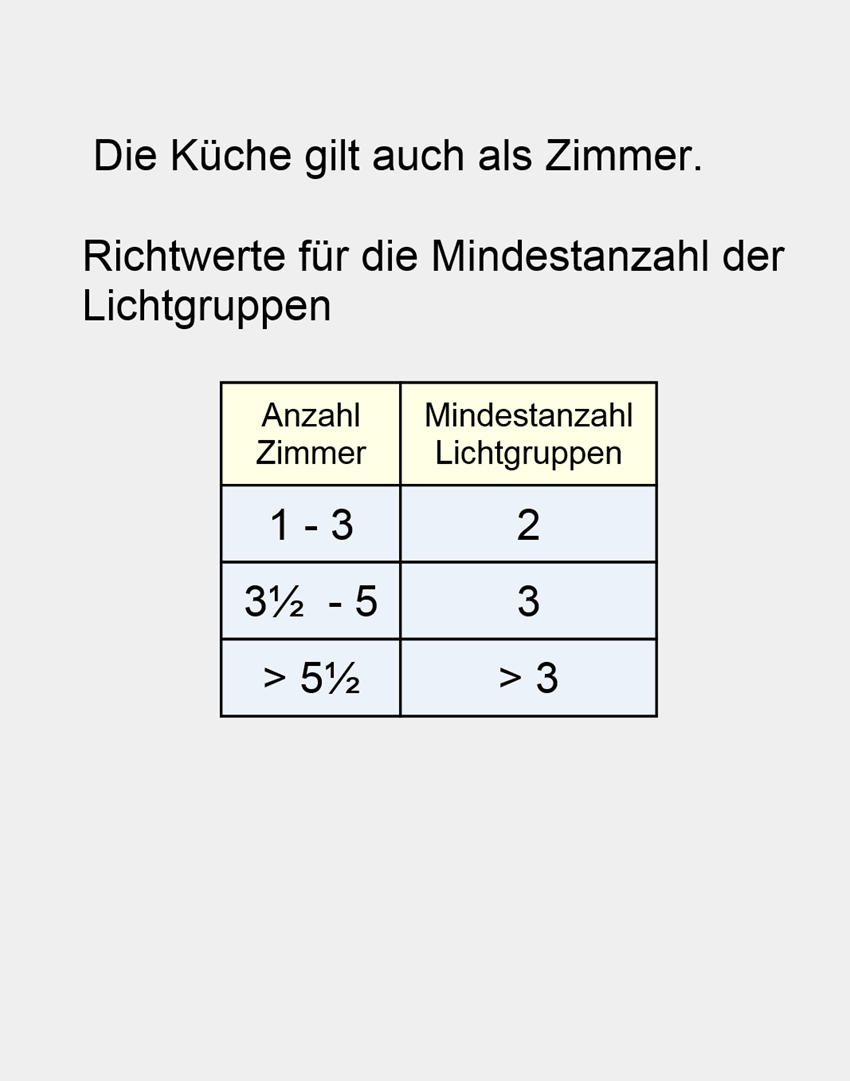 Die Küche gilt auch als Zimmer.
Richtwerte für die Mindestanzahl der
Lichtgruppen
Anzahl Zimmer Mindestanzahl Lichtgruppen
1 - 3 2
3½ - 5 3
> 5½ > 3